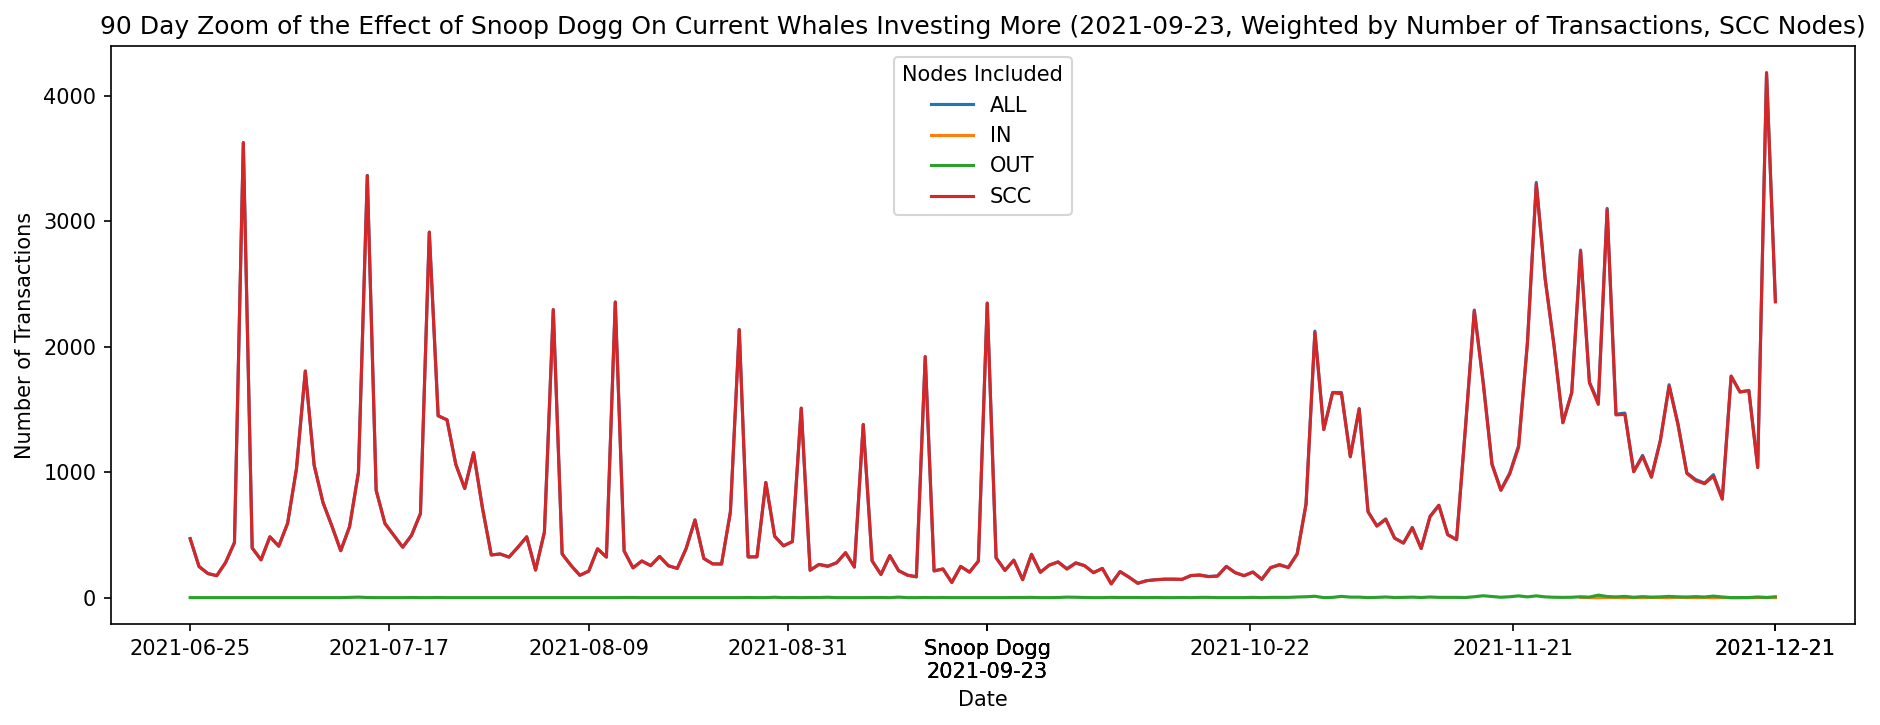 90 Day Zoom of the Effect of Snoop Dogg On Current Whales Investing More (2021-09-23, Weighted by Number of Transactions, SCC Nodes)
Nodes Included
ALL
IN
OUT
SCC
Number of Transactions
4000
3000
2000
1000
0
2021-06-25
2021-07-17
2021-08-09
2021-08-31
Snoop Dogg
2021-09-23
2021-10-22
2021-11-21
2021-12-21
Date